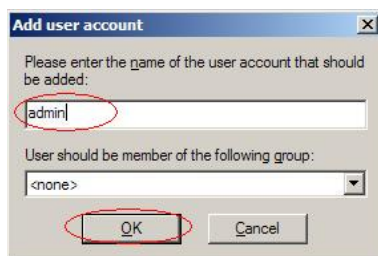 Add user account
Please enter the name of the user account that should
be added:
admin
User should be member of the following group:
<none>
OK
Cancel